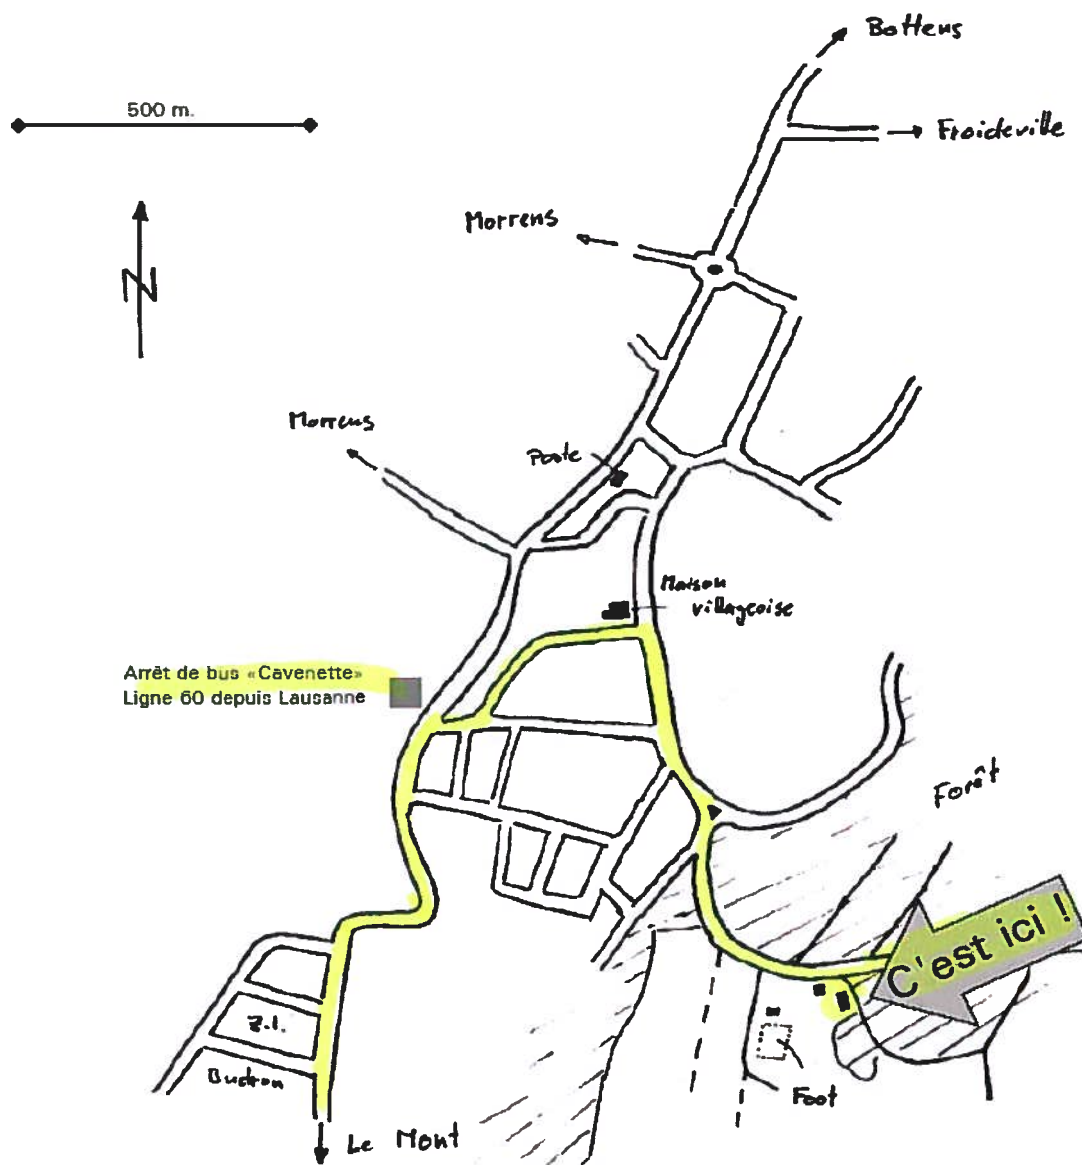 Bottens
500 m.
Froideville
Morrens
N
Morrens
Poste
Maison
villageoise
Arrêt de bus «Cavenette»
Ligne 60 depuis Lausanne
Forêt
C'est ici !
Z.I.
Budron
Foot
Le Mont